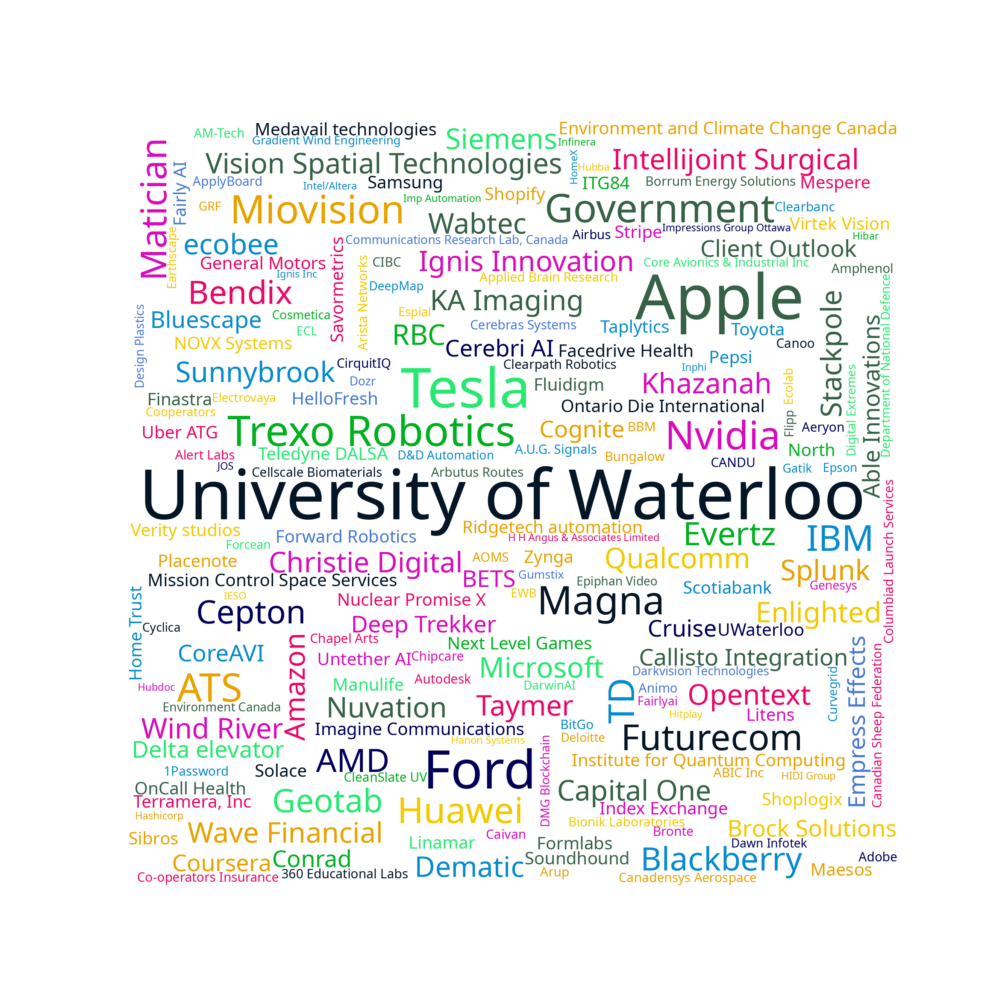 AM-Tech
Medavail technologies
Gradient Wind Engineering
Siemens
Infinera
Environment and Climate Change Canada
Matician
Fairly AI
Vision Spatial Technologies
HomeX
Hubba
Intellijoint Surgical
ApplyBoard
Intel/Altera
Samsung
Shopify
ITG84
Borrum Energy Solutions
Mespere
GRF
Miovision
Imp Automation
Wabtec
Government
Clearbanc
Earthscape
ecobee
Communications Research Lab, Canada
Airbus
Stripe
Impressions Group Ottawa
Virtek Vision
Hibar
General Motors
Savormetrics
CIBC
Ignis Innovation
Client Outlook
Core Avionics & Industrial Inc
Amphenol
Ignis Inc
Arista Networks
DeepMap
Applied Brain Research
Bendix
KA Imaging
Apple
Department of National Defence
Design Plastics
Bluescape
Cosmetica
ECL
Espial
RBC
Cerebras Systems
Taplytics
Toyota
Stackpole
Able Innovations
NOVX Systems
Cerebri AI
Facedrive Health
Pepsi
Canoo
Sunnybrook
CirquitIQ
Dozr
Clearpath Robotics
Inphi
Tesla
Fluidigm
Khazanah
Ecolab
Digital Extremes
Finastra
Electrovaya
HelloFresh
Cooperators
Ontario Die International
Flipp
Uber ATG
Trexo Robotics
Cognite
BBM
Nvidia
Aeryon
Alert Labs
Teledyne DALSA
D&D Automation
A.U.G. Signals
Bungalow
North
JOS
Cellscale Biomaterials
Arbutus Routes
CANDU
Gatik
Epson
University of Waterloo
Columbiad Launch Services
Verity studios
Forward Robotics
Ridgetech automation
H H Angus & Associates Limited
Evertz
IBM
Forcean
Placenote
Christie Digital
AOMS
Zynga
Qualcomm
Splunk
Mission Control Space Services
BETS
Gumstix
Epiphan Video
Scotiabank
Genesys
Home Trust
IESO
Nuclear Promise X
EWB
Magna
Cepton
Enlighted
Cyclica
Deep Trekker
Cruise
UWaterloo
Amazon
Chapel Arts
Next Level Games
CoreAVI
Untether AI
Chipcare
Microsoft
Callisto Integration
Empress Effects
Canadian Sheep Federation
Hubdoc
ATS
Manulife
Autodesk
DarwinAI
Darkvision Technologies
Curvegrid
TD
Animo
Fairlyai
Opentext
Environment Canada
Nuvation
Taymer
Hitplay
Litens
Wind River
Imagine Communications
BitGo
Deloitte
Futurecom
Delta elevator
Hanon Systems
1Password
Solace
AMD
CleanSlate UV
Ford
DMG Blockchain
Institute for Quantum Computing
ABIC Inc
HIDI Group
OnCall Health
Terramera, Inc
Geotab
Huawei
Capital One
Index Exchange
Shoplogix
Hashicorp
Sibros
Wave Financial
Linamar
Caivan
Bionik Laboratories
Bronte
Brock Solutions
Formlabs
Dawn Infotek
Coursera
Conrad
Dematic
Soundhound
Blackberry
Adobe
Co-operators Insurance
360 Educational Labs
Arup
Canadensys Aerospace
Maesos